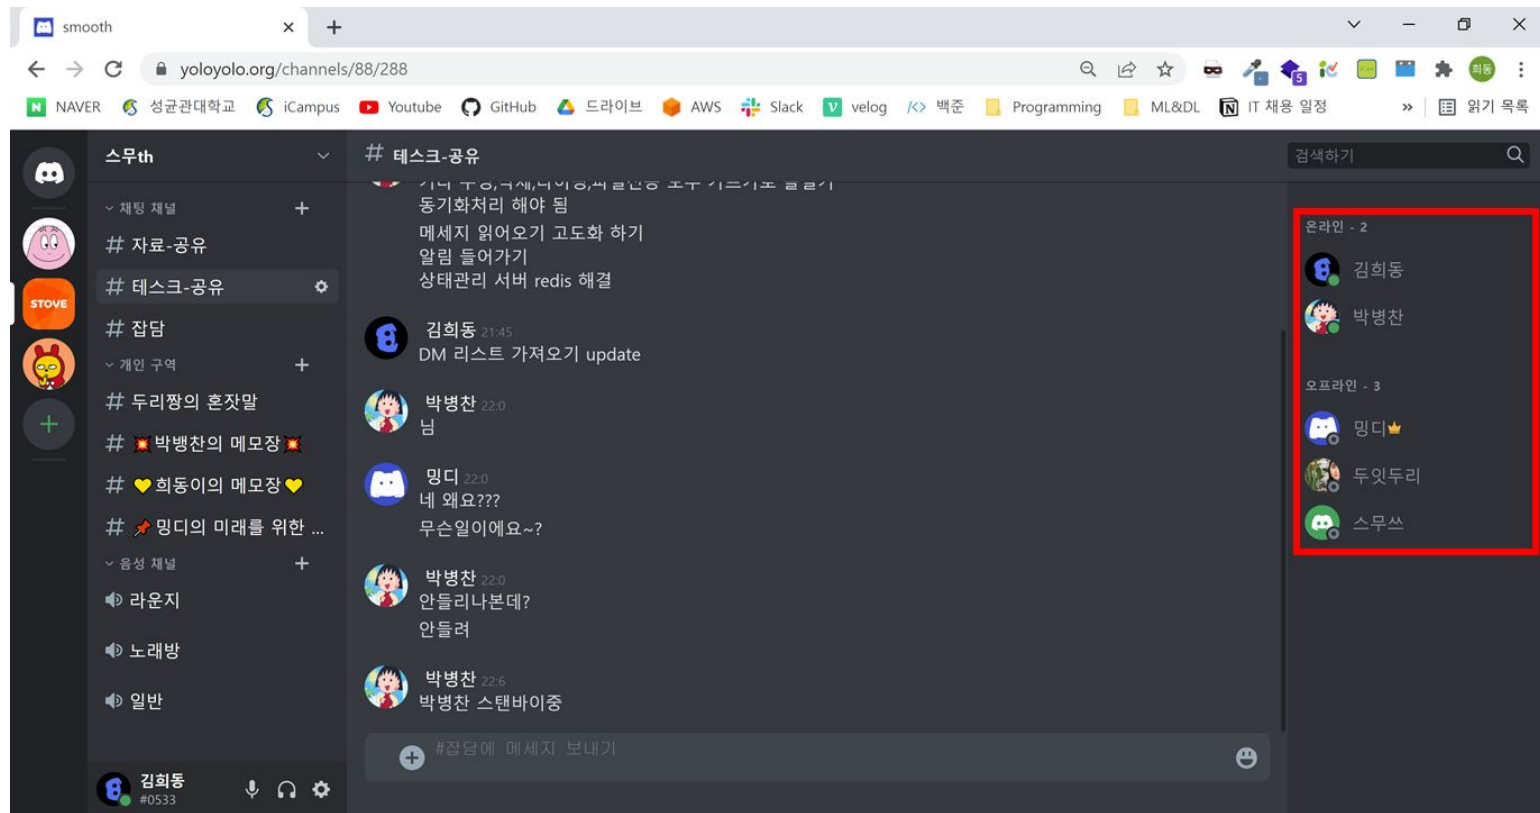 smooth
yoloyolo.org/channels/88/288
5
희동
N NAVER 성균관대학교 iCampus Youtube GitHub 드라이브 AWS Slack velog 백준 Programming ML&DL IT 채용 일정 » 읽기 목록
스무th
# 테스크-공유
검색하기
STOVE
채팅 채널 +
# 자료-공유
# 테스크-공유
# 잡담
개인 구역 +
# 두리짱의 혼잣말
# 💥박뱅찬의 메모장💥
# 💛희동이의 메모장💛
# 📌밍디의 미래를 위한 ...
음성 채널 +
라운지
노래방
일반
김희동
#0533
동기화처리 해야 됨
메세지 읽어오기 고도화 하기
알림 들어가기
상태관리 서버 redis 해결
김희동 21:45
DM 리스트 가져오기 update
박병찬 22:0
님
밍디 22:0
네 왜요???
무슨일이에요~?
박병찬 22:0
안들리나본데?
안들려
박병찬 22:6
박병찬 스탠바이중
#잡담에 메세지 보내기
온라인 - 2
김희동
박병찬
오프라인 - 3
밍디👑
두잇두리
스무쓰